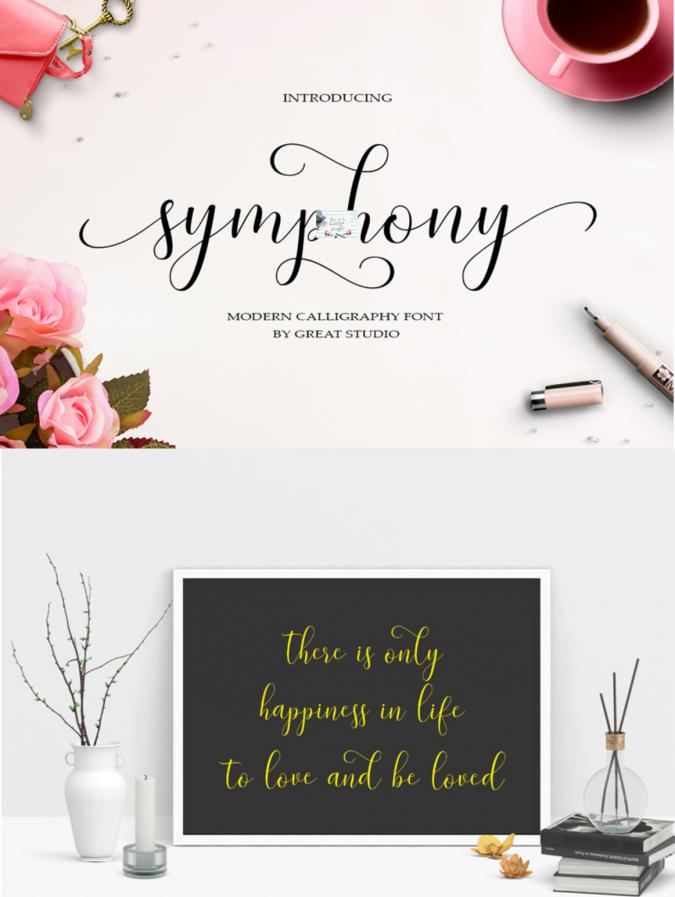 INTRODUCING
symphony
MODERN CALLIGRAPHY FONT
BY GREAT STUDIO
there is only
happiness in life
to love and be loved